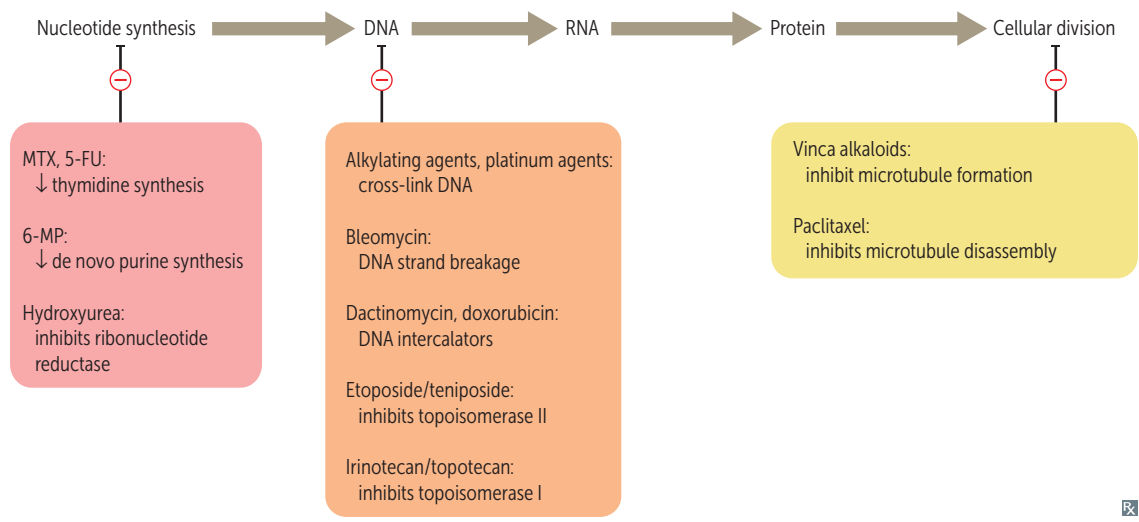 Nucleotide synthesis DNA RNA Protein Cellular division
MTX, 5-FU:
↓ thymidine synthesis
6-MP:
↓ de novo purine synthesis
Hydroxyurea:
inhibits ribonucleotide
reductase
Alkylating agents, platinum agents:
cross-link DNA
Bleomycin:
DNA strand breakage
Dactinomycin, doxorubicin:
DNA intercalators
Etoposide/teniposide:
inhibits topoisomerase II
Irinotecan/topotecan:
inhibits topoisomerase I
Vinca alkaloids:
inhibit microtubule formation
Paclitaxel:
inhibits microtubule disassembly
℞